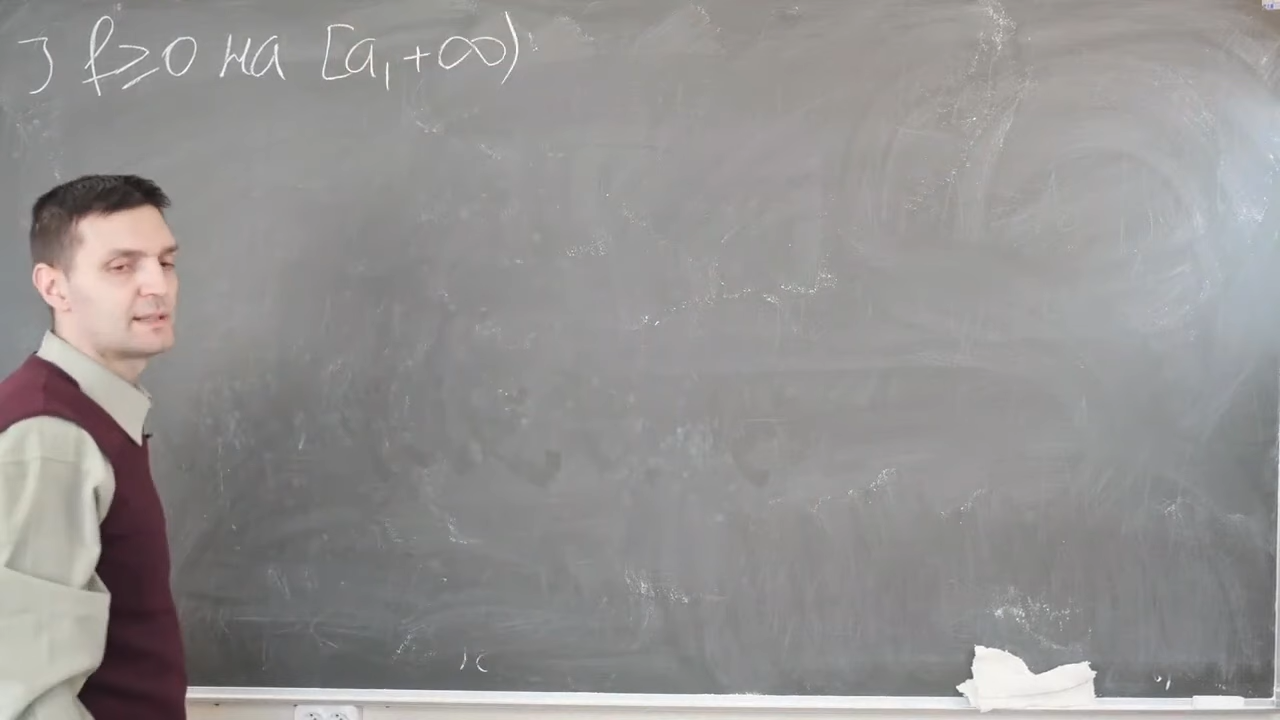 ] f ≥ 0 на [a, +∞)